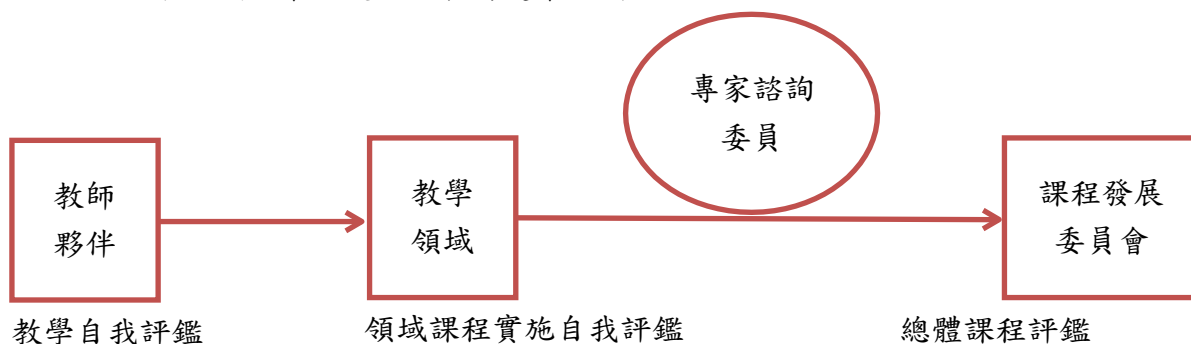 專家諮詢
委員
教師
夥伴
教學
領域
課程發展
委員會
教學自我評鑑
領域課程實施自我評鑑
總體課程評鑑